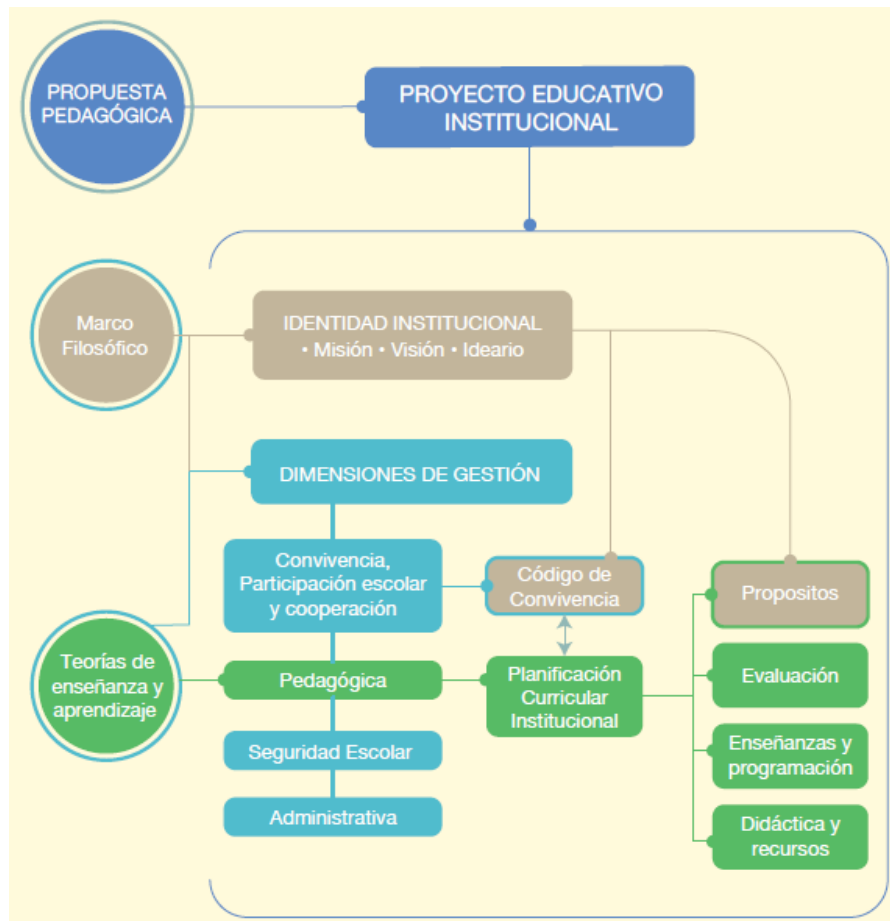 PROPUESTA
PEDAGÓGICA
PROYECTO EDUCATIVO
INSTITUCIONAL
Marco
Filosófico
IDENTIDAD INSTITUCIONAL
• Misión • Visión • Ideario
DIMENSIONES DE GESTIÓN
Convivencia,
Participación escolar
y cooperación
Código de
Convivencia
Propositos
Teorías de
enseñanza y
aprendizaje
Pedagógica
Planificación
Curricular
Institucional
Evaluación
Seguridad Escolar
Enseñanzas y
programación
Administrativa
Didáctica y
recursos